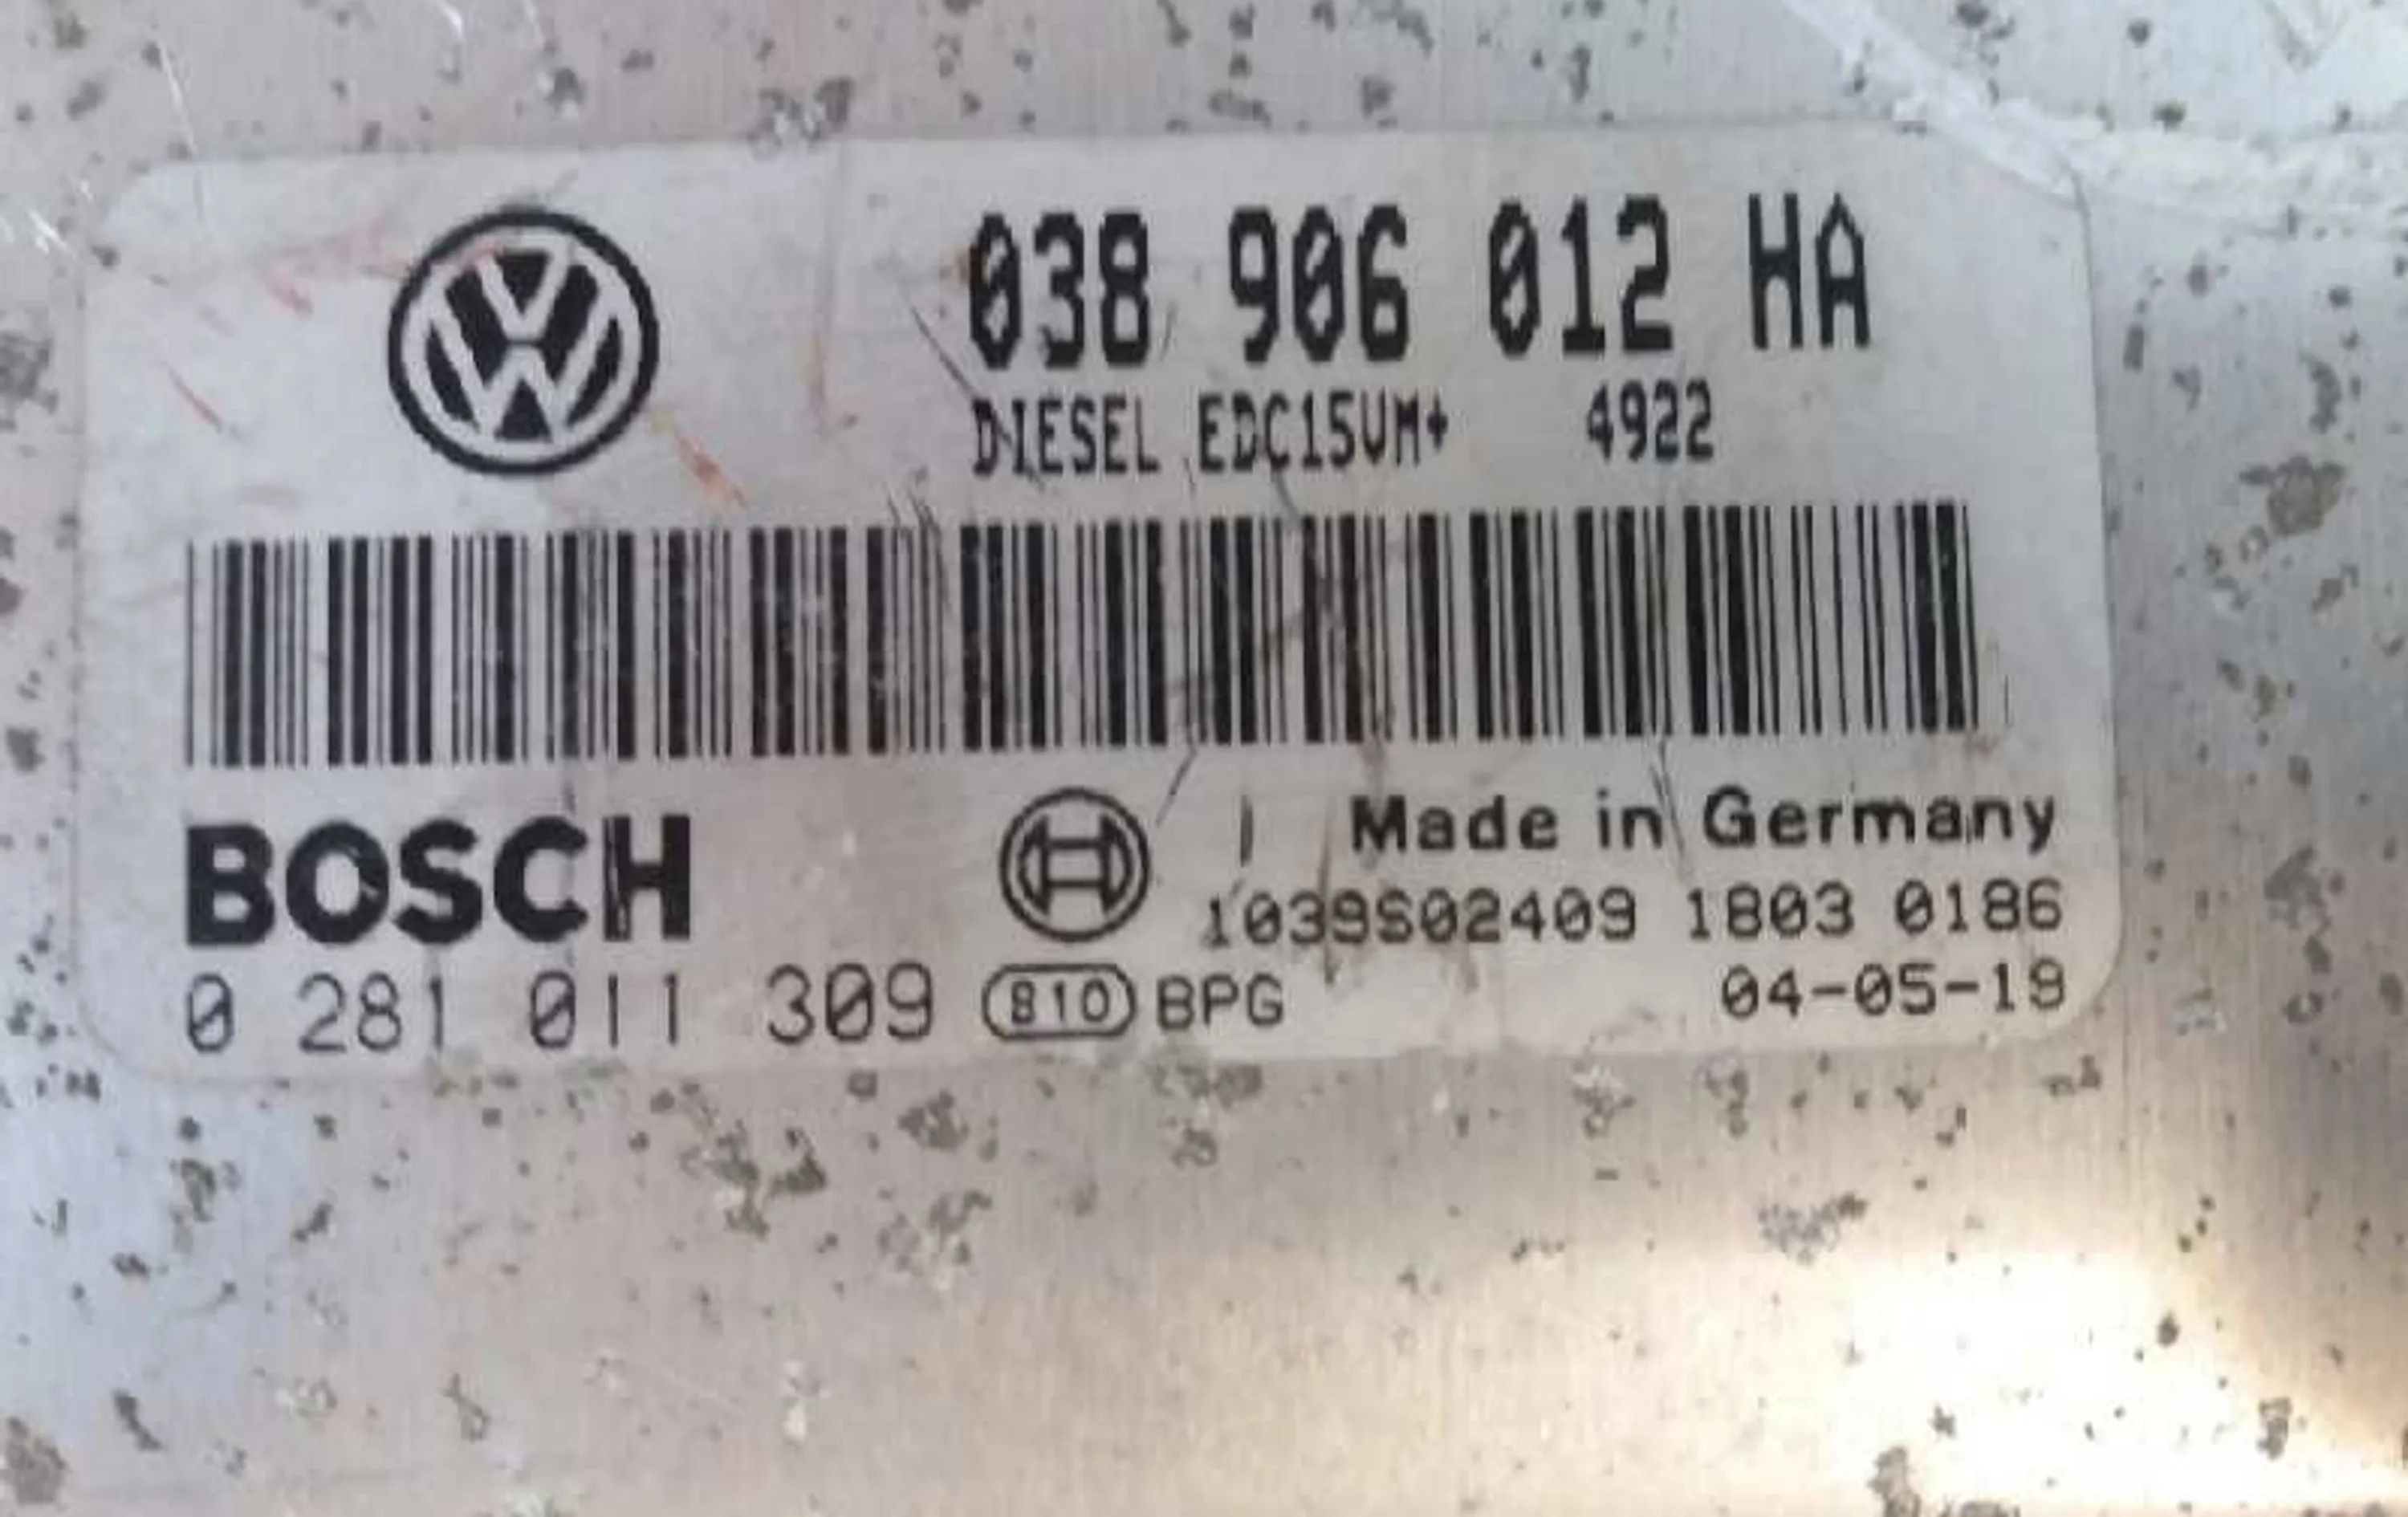 038 906 012 HA
DIESEL EDC15VM+ 4922
BOSCH
Made in Germany
1039S02409 1803 0186
0 281 011 309 810 BPG
04-05-19